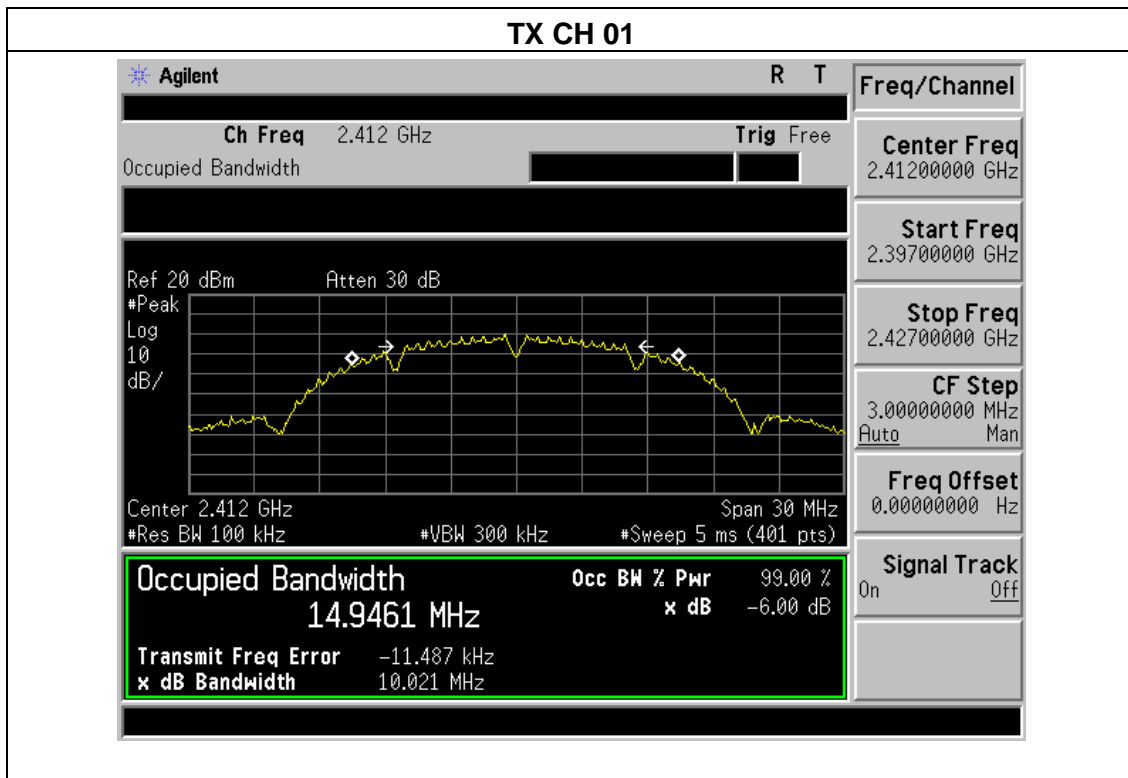 TX CH 01
Agilent R T
Ch Freq 2.412 GHz Trig Free
Occupied Bandwidth
Ref 20 dBm Atten 30 dB
#Peak
Log
10
dB/
Center 2.412 GHz Span 30 MHz
#Res BW 100 kHz #VBW 300 kHz #Sweep 5 ms (401 pts)
Occupied Bandwidth Occ BW % Pwr 99.00 %
14.9461 MHz x dB -6.00 dB
Transmit Freq Error -11.487 kHz
x dB Bandwidth 10.021 MHz
Freq/Channel
Center Freq
2.41200000 GHz
Start Freq
2.39700000 GHz
Stop Freq
2.42700000 GHz
CF Step
3.00000000 MHz
Auto Man
Freq Offset
0.00000000 Hz
Signal Track
On Off